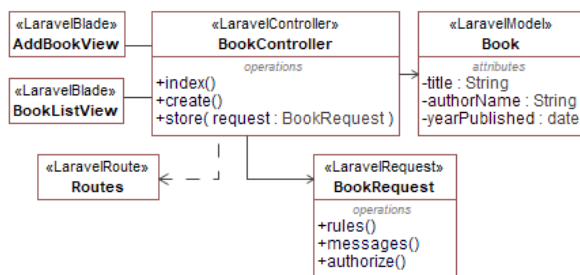 «LaravelBlade»
AddBookView
«LaravelBlade»
BookListView
«LaravelController»
BookController
operations
+index()
+create()
+store( request : BookRequest )
«LaravelModel»
Book
attributes
-title : String
-authorName : String
-yearPublished : date
«LaravelRoute»
Routes
«LaravelRequest»
BookRequest
operations
+rules()
+messages()
+authorize()